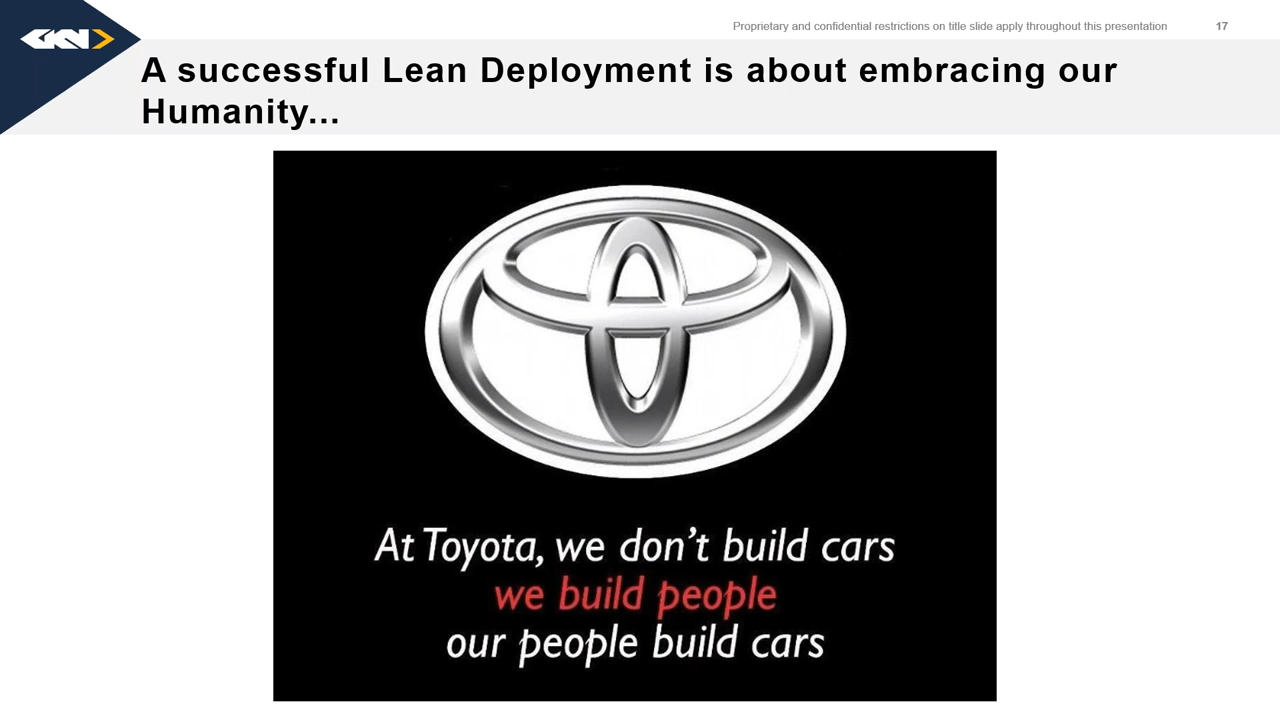 Proprietary and confidential restrictions on title slide apply throughout this presentation 17
GKN
A successful Lean Deployment is about embracing our
Humanity...
At Toyota, we don't build cars
we build people
our people build cars